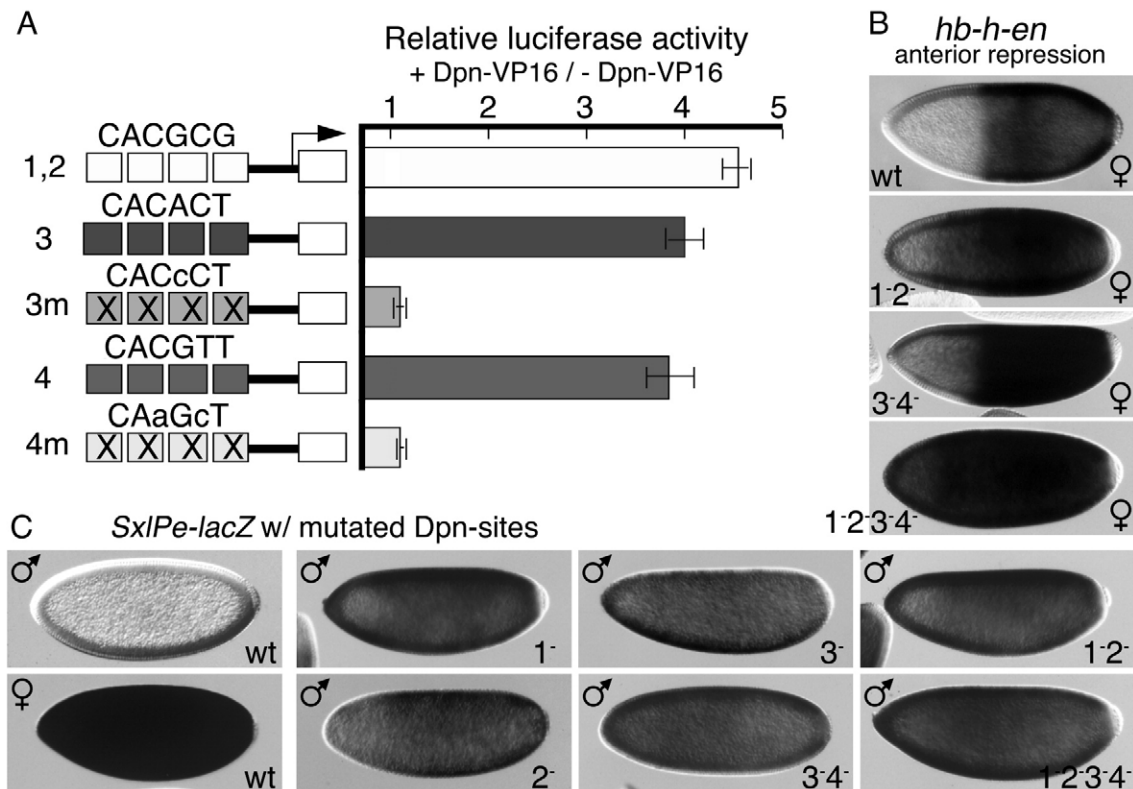 A
Relative luciferase activity
+ Dpn-VP16 / - Dpn-VP16
1 2 3 4 5
CACGCG
1,2
CACACT
3
CACcCT
3m
X X X X
CACGTT
4
CAaGcT
4m
X X X X
B
hb-h-en
anterior repression
wt ♀
1⁻2⁻ ♀
3⁻4⁻ ♀
1⁻2⁻3⁻4⁻ ♀
C
SxlPe-lacZ w/ mutated Dpn-sites
♂ wt
♂ 1⁻
♂ 3⁻
♂ 1⁻2⁻
♀ wt
♂ 2⁻
♂ 3⁻4⁻
♂ 1⁻2⁻3⁻4⁻